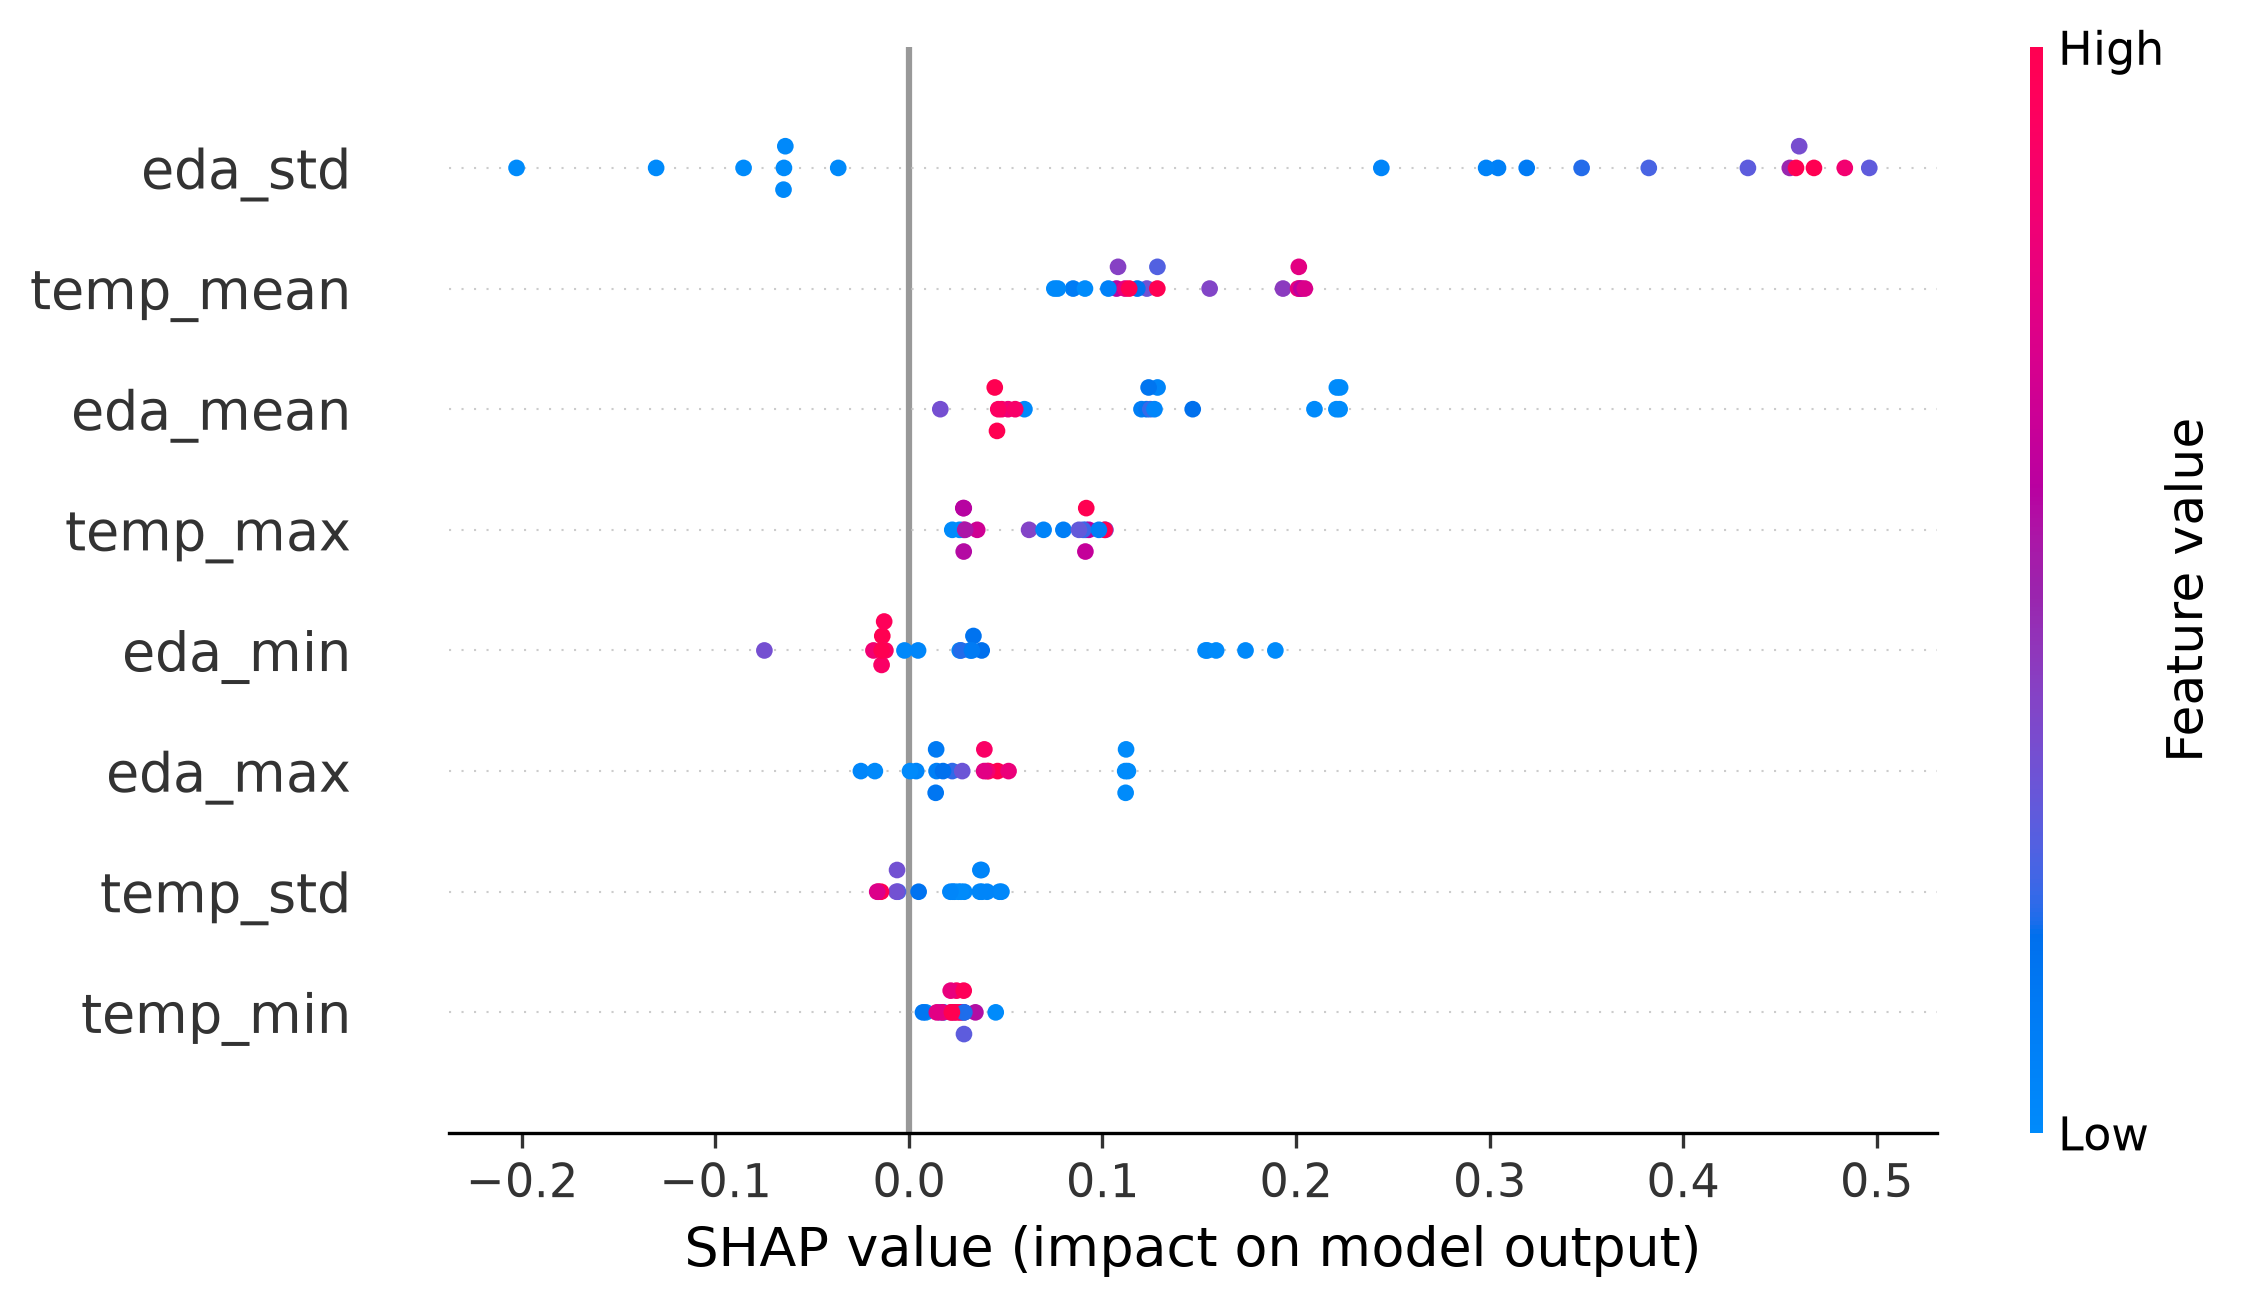 High
eda_std
temp_mean
eda_mean
temp_max
eda_min
eda_max
temp_std
temp_min
Feature value
Low
−0.2 −0.1 0.0 0.1 0.2 0.3 0.4 0.5
SHAP value (impact on model output)